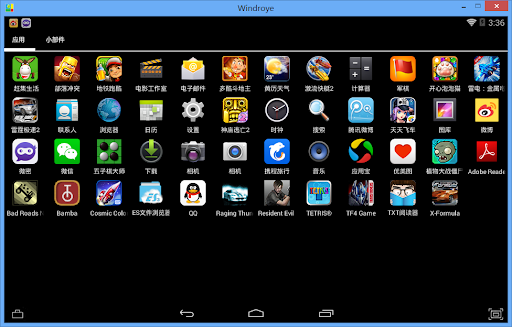 Windroye
3:36
应用 小部件
越集生活 部落冲突 地铁跑酷 电影工作室 电子邮件 多酷斗地主 黄历天气 激流快艇2 计算器 军棋 开心泡泡猫 雷电:金属
雷霆极速2 联系人 浏览器 日历 设置 神庙逃亡2 时钟 搜索 腾讯微博 天天飞车 图库 微博
微密 微信 五子棋大师 下载 相机 相机 携程旅行 音乐 应用宝 优美图 植物大战僵尸 Adobe Reade
Bad Roads Bamba Cosmic Colo ES文件浏览器 QQ Raging Thun Resident Evil TETRIS® TF4 Game TXT阅读器 X-Formula